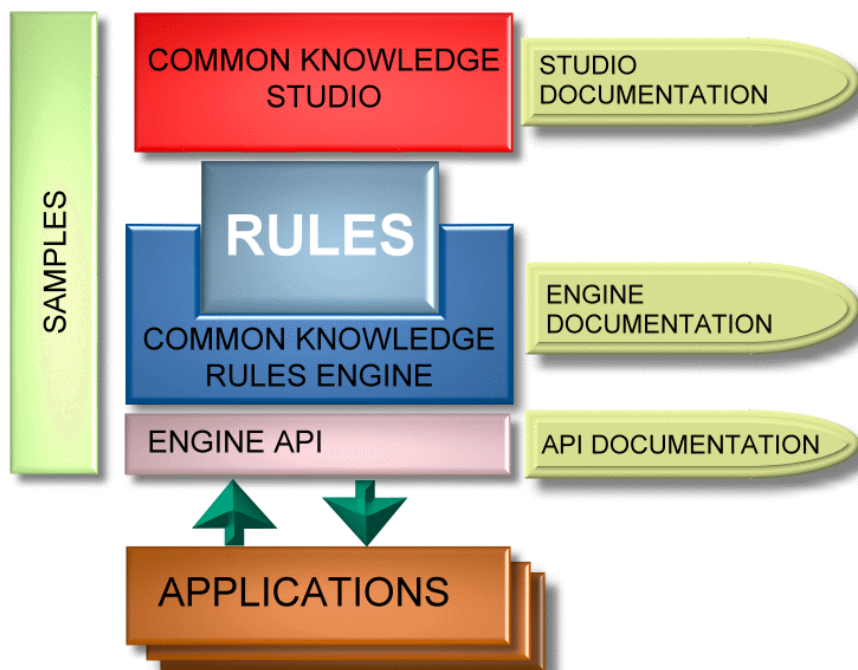 COMMON KNOWLEDGE
STUDIO
STUDIO
DOCUMENTATION
SAMPLES
RULES
COMMON KNOWLEDGE
RULES ENGINE
ENGINE
DOCUMENTATION
ENGINE API
API DOCUMENTATION
APPLICATIONS